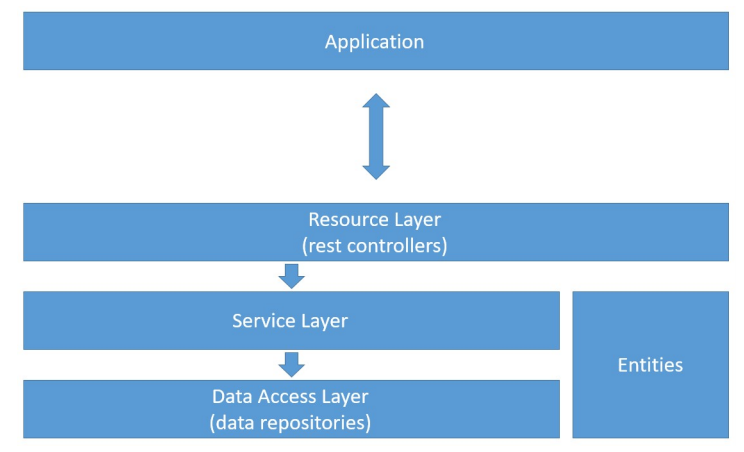 Application
Resource Layer
(rest controllers)
Service Layer
Entities
Data Access Layer
(data repositories)